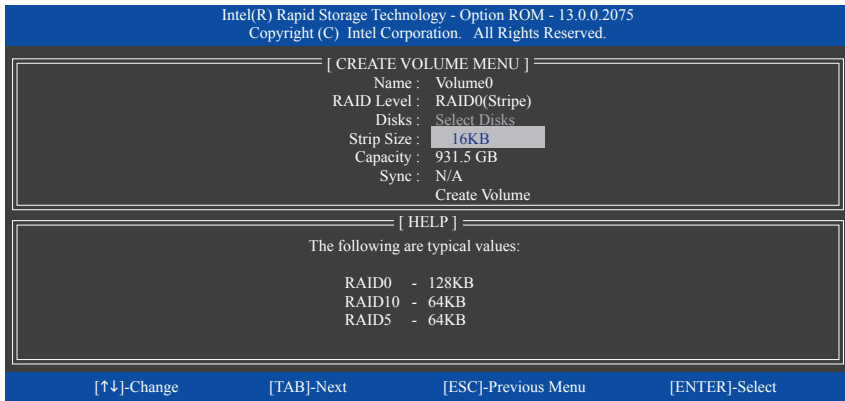 Intel(R) Rapid Storage Technology - Option ROM - 13.0.0.2075
Copyright (C) Intel Corporation. All Rights Reserved.
[ CREATE VOLUME MENU ]
Name : Volume0
RAID Level : RAID0(Stripe)
Disks : Select Disks
Strip Size : 16KB
Capacity : 931.5 GB
Sync : N/A
Create Volume
[ HELP ]
The following are typical values:
RAID0 - 128KB
RAID10 - 64KB
RAID5 - 64KB
[↑↓]-Change [TAB]-Next [ESC]-Previous Menu [ENTER]-Select